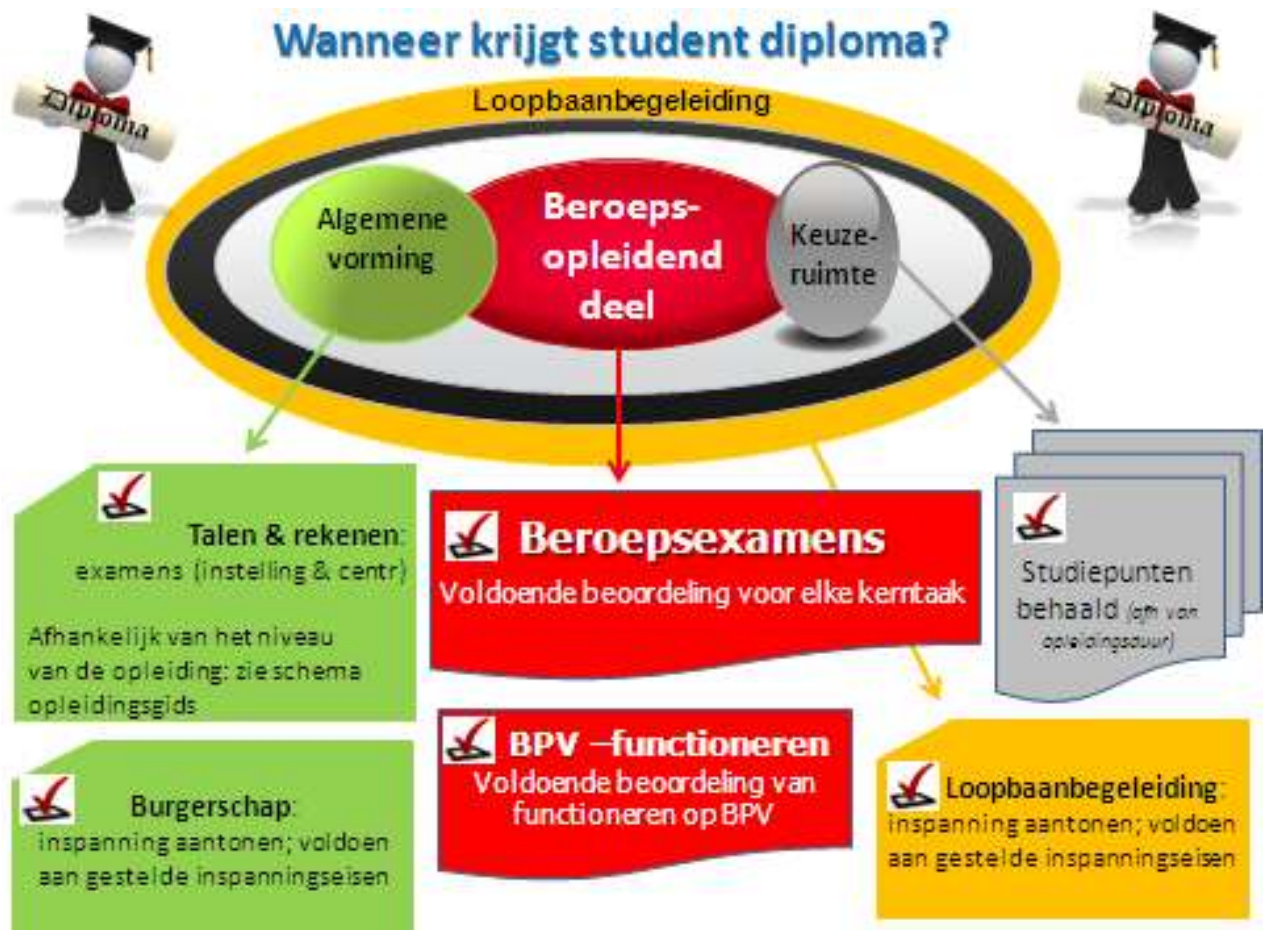 Wanneer krijgt student diploma?
Diploma
Diploma
Loopbaanbegeleiding
Algemene
vorming
Beroeps-
opleidend
deel
Keuze-
ruimte
Talen & rekenen:
examens (instelling & centr)
Afhankelijk van het niveau
van de opleiding: zie schema
opleidingsgids
Beroepsexamens
Voldoende beoordeling voor elke kerntaak
Studiepunten
behaald (afh van
opleidingsduur)
Burgerschap:
inspanning aantonen; voldoen
aan gestelde inspanningseisen
BPV –functioneren
Voldoende beoordeling van
functioneren op BPV
Loopbaanbegeleiding:
inspanning aantonen; voldoen
aan gestelde inspanningseisen